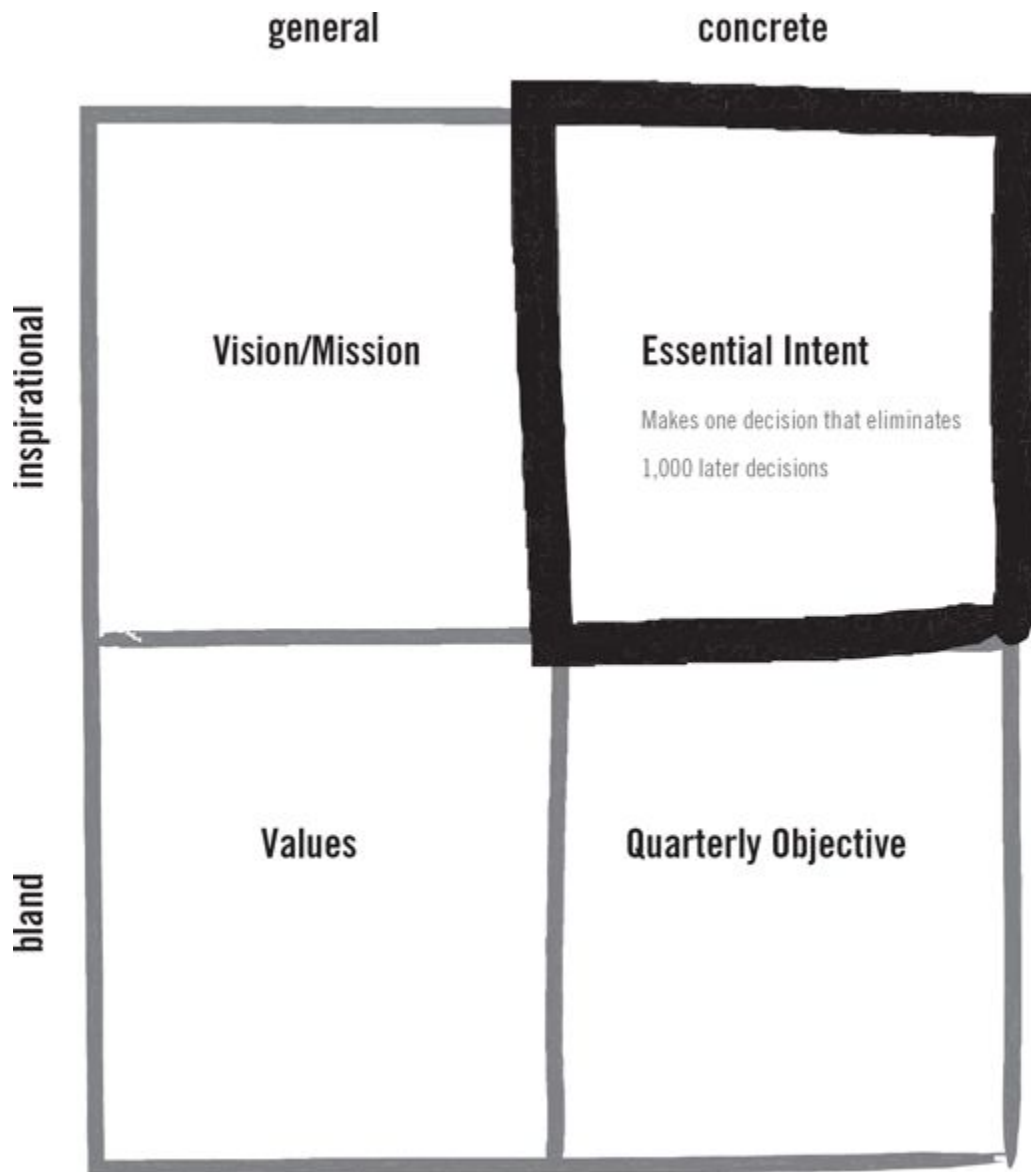 general
concrete
inspirational
Vision/Mission
Essential Intent
Makes one decision that eliminates
1,000 later decisions
bland
Values
Quarterly Objective